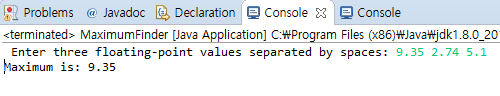 Problems @ Javadoc Declaration Console Console
<terminated> MaximumFinder [Java Application] C:₩Program Files (x86)₩Java₩jdk1.8.0_20
Enter three floating-point values separated by spaces: 9.35 2.74 5.1
Maximum is: 9.35